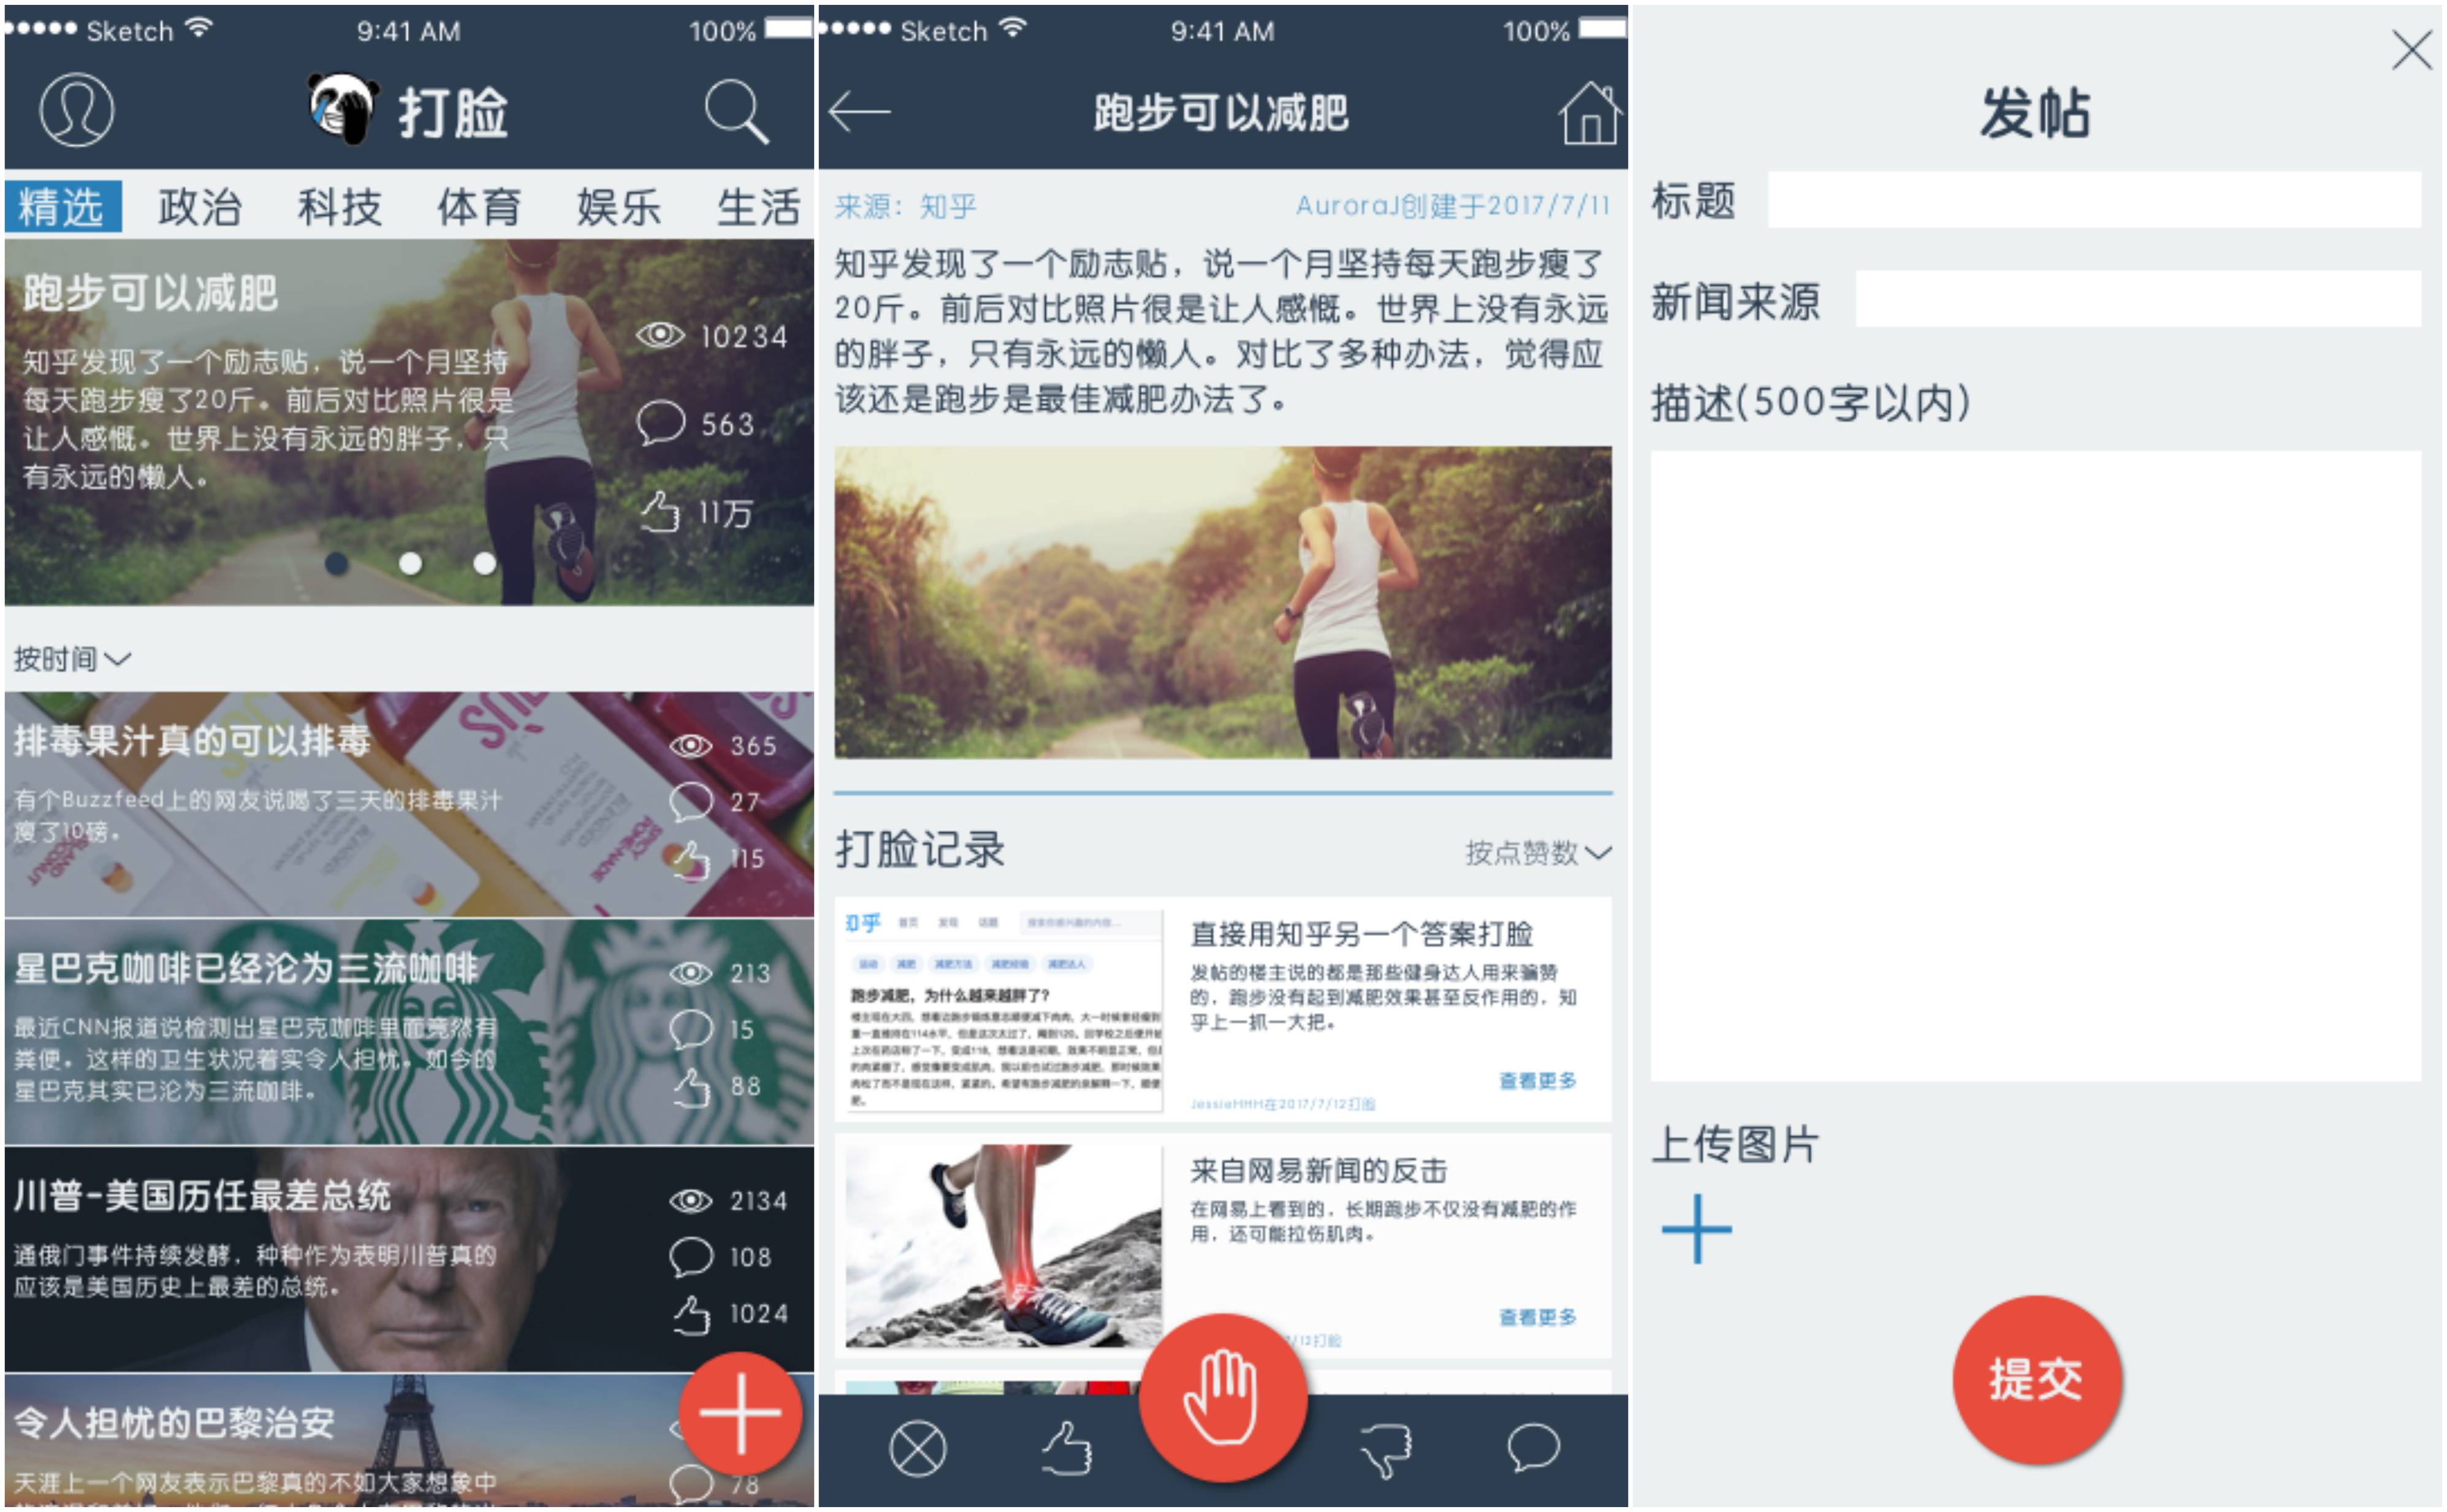 Sketch 9:41 AM 100%
打脸
精选 政治 科技 体育 娱乐 生活
跑步可以减肥
知乎发现了一个励志贴，说一个月坚持
每天跑步瘦了20斤。前后对比照片很是
让人感慨。世界上没有永远的胖子，只
有永远的懒人。
10234
563
11万
按时间
排毒果汁真的可以排毒
有个Buzzfeed上的网友说喝了三天的排毒果汁
瘦了10磅。
365
27
115
星巴克咖啡已经沦为三流咖啡
最近CNN报道说检测出星巴克咖啡里面竟然有
粪便。这样的卫生状况着实令人担忧。如今的
星巴克其实已沦为三流咖啡。
213
15
88
川普-美国历任最差总统
通俄门事件持续发酵，种种作为表明川普真的
应该是美国历史上最差的总统。
2134
108
1024
令人担忧的巴黎治安
天涯上一个网友表示巴黎真的不如大家想象中
78
Sketch 9:41 AM 100%
跑步可以减肥
来源：知乎 AuroraJ创建于2017/7/11
知乎发现了一个励志贴，说一个月坚持每天跑步瘦了
20斤。前后对比照片很是让人感慨。世界上没有永远
的胖子，只有永远的懒人。对比了多种办法，觉得应
该还是跑步是最佳减肥办法了。
打脸记录 按点赞数
知乎 首页 发现 话题
运动 减肥 减肥方法 减肥经验 减肥达人
跑步减肥，为什么越来越胖了？
直接用知乎另一个答案打脸
发帖的楼主说的都是那些健身达人用来骗赞
的，跑步没有起到减肥效果甚至反作用的，知
乎上一抓一大把。
查看更多
JessieHHH在2017/7/12打脸
来自网易新闻的反击
在网易上看到的，长期跑步不仅没有减肥的作
用，还可能拉伤肌肉。
查看更多
/12打脸
发帖
标题
新闻来源
描述(500字以内)
上传图片
提交